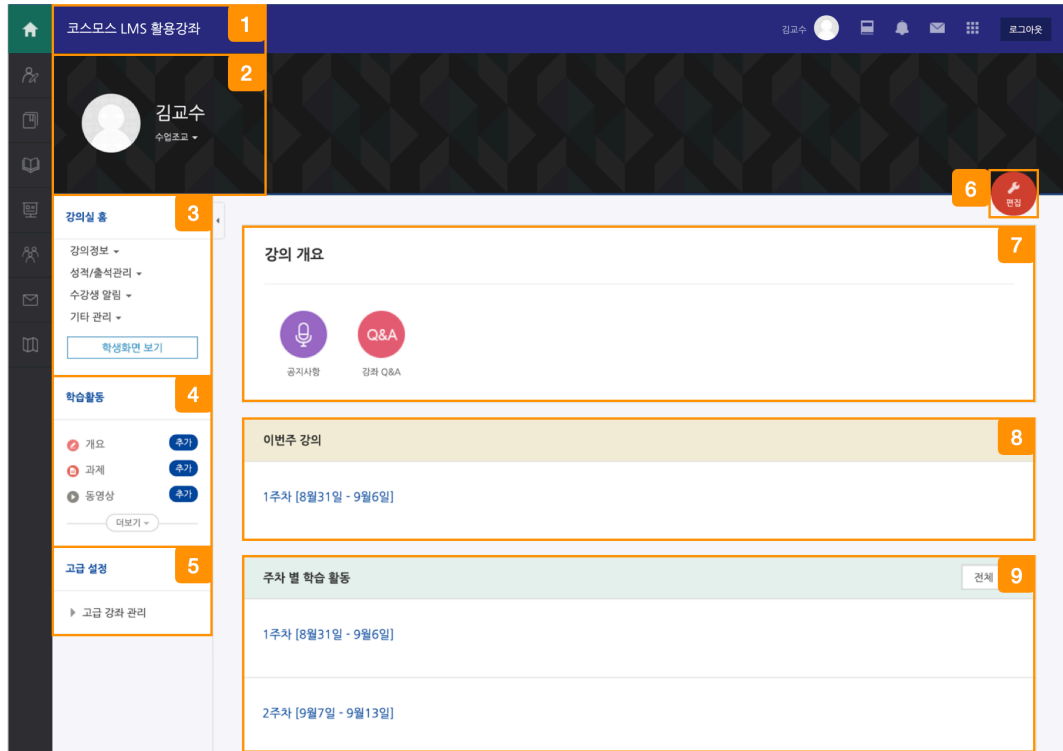 코스모스 LMS 활용강좌
1
김교수
로그아웃
2
김교수
수업조교
6
편집
강의실 홈
3
강의정보
성적/출석관리
수강생 알림
기타 관리
학생화면 보기
학습활동
4
개요 추가
과제 추가
동영상 추가
더보기
고급 설정
5
고급 강좌 관리
강의 개요
7
Q&A
공지사항
강좌 Q&A
이번주 강의
8
1주차 [8월31일 - 9월6일]
주차 별 학습 활동
전체
9
1주차 [8월31일 - 9월6일]
2주차 [9월7일 - 9월13일]